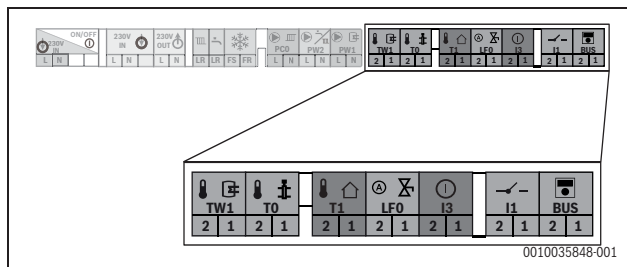 ON/OFF
230V IN
230V IN
230V OUT
PC0 PW2 PW1
L N L N L N LR LR FS FR L N L N L N
TW1 T0 T1 LF0 I3 I1 BUS
2 1 2 1 2 1 2 1 2 1 2 1 2 1
A
TW1 T0 T1 LF0 I3 I1 BUS
2 1 2 1 2 1 2 1 2 1 2 1 2 1
0010035848-001